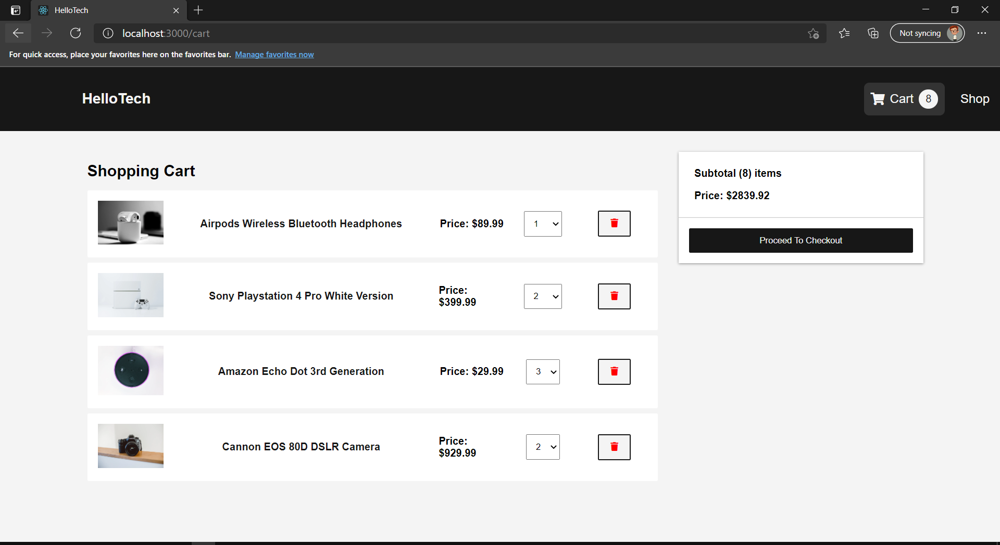 HelloTech
localhost:3000/cart
Not syncing
For quick access, place your favorites here on the favorites bar. Manage favorites now
HelloTech
Cart 8
Shop
Shopping Cart
Airpods Wireless Bluetooth Headphones
Price: $89.99
1
Sony Playstation 4 Pro White Version
Price:
$399.99
2
Amazon Echo Dot 3rd Generation
Price: $29.99
3
Cannon EOS 80D DSLR Camera
Price:
$929.99
2
Subtotal (8) items
Price: $2839.92
Proceed To Checkout